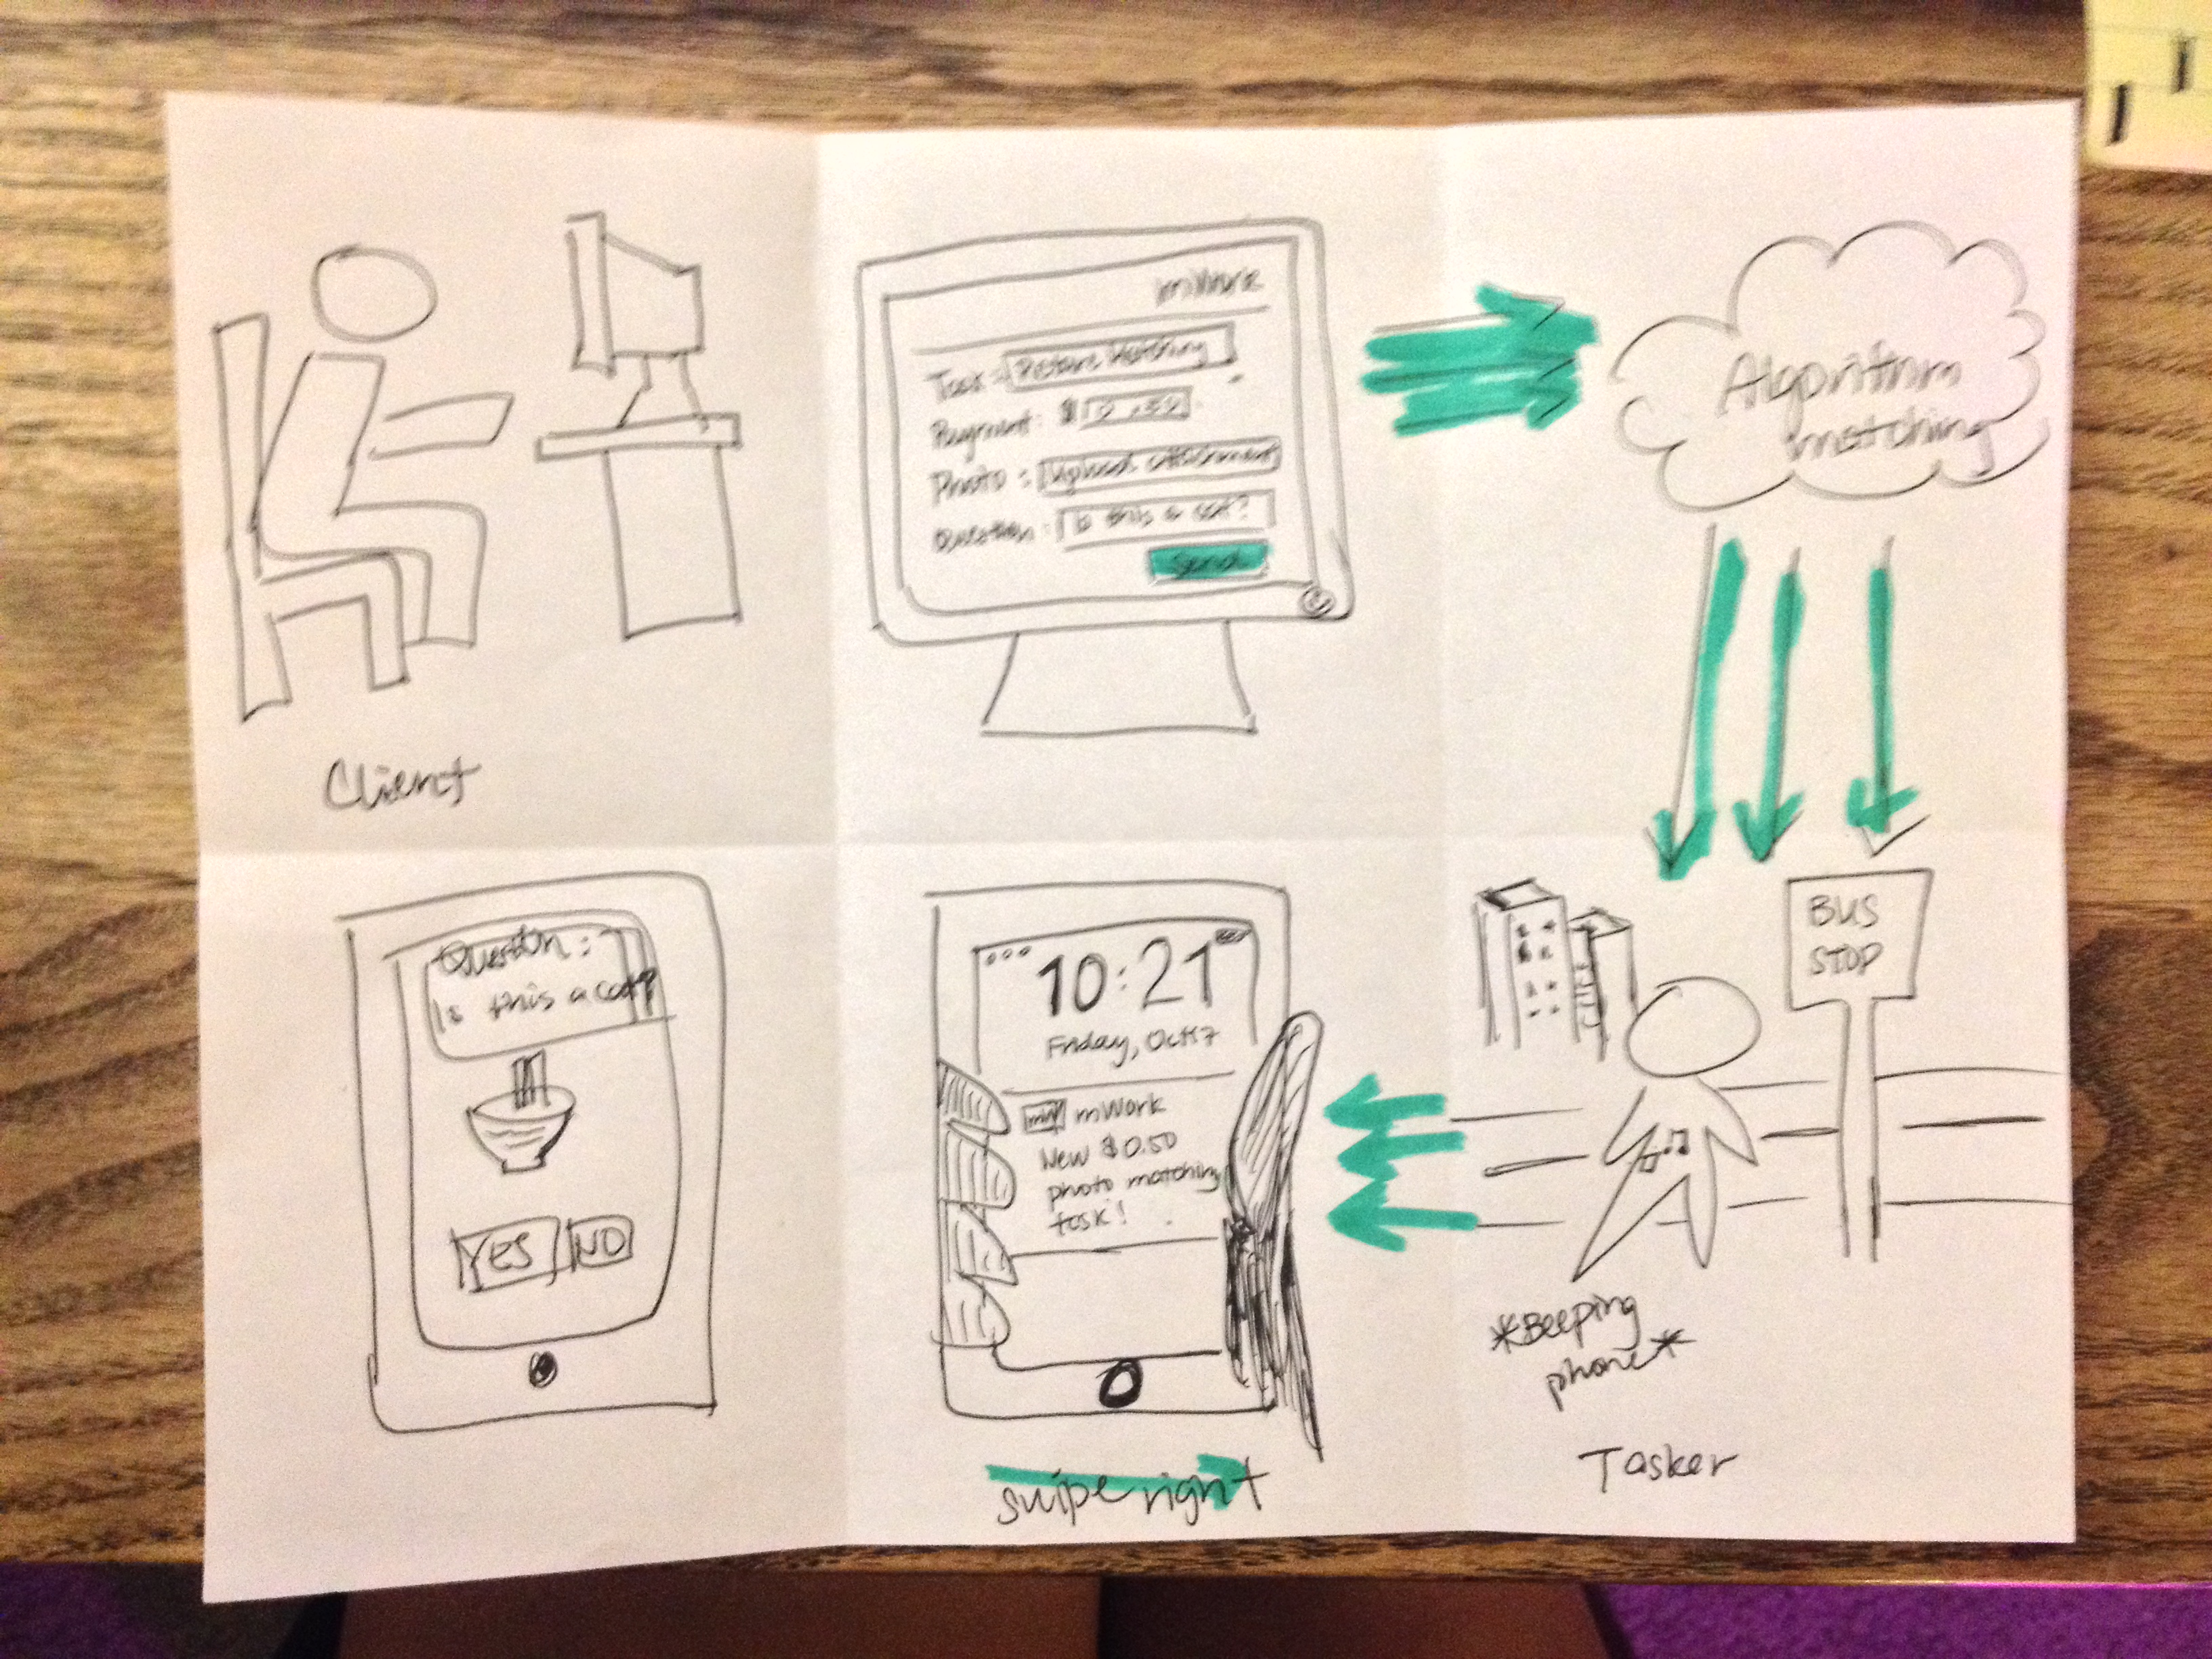 Client
mWork
Task: Picture Matching
Payment: $ 0.50
Photo: Upload attachment
Question: Is this a cat?
Send
Algorithm
matching
BUS
STOP
*Beeping
phone*
Tasker
10:21
Friday, Oct 17
mW mWork
New $0.50
photo matching
task!
swipe right
Question:
Is this a cat?
YES NO